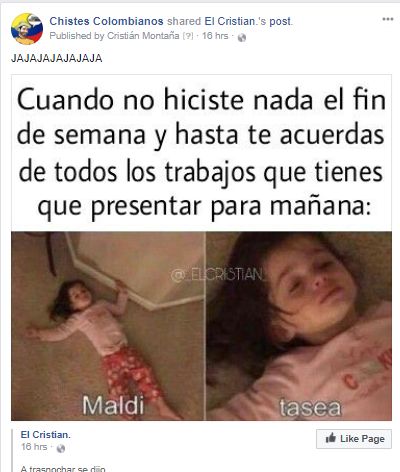 Chistes Colombianos shared El Cristian.'s post.
Published by Cristián Montaña [?] · 16 hrs ·
JAJAJAJAJAJAJA
Cuando no hiciste nada el fin
de semana y hasta te acuerdas
de todos los trabajos que tienes
que presentar para mañana:
@_ELCRISTIAN_
Maldi
tasea
El Cristian.
16 hrs ·
Like Page
A trasnochar se dijo